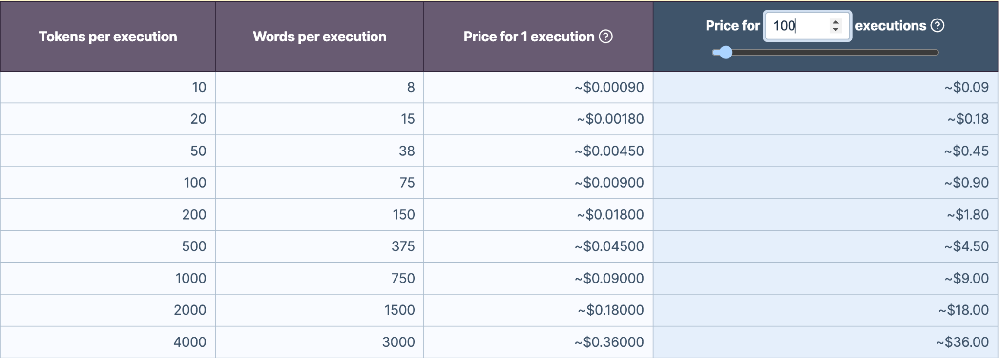 Tokens per execution Words per execution Price for 1 execution ? Price for 100 executions ?
10 8 ~$0.00090 ~$0.09
20 15 ~$0.00180 ~$0.18
50 38 ~$0.00450 ~$0.45
100 75 ~$0.00900 ~$0.90
200 150 ~$0.01800 ~$1.80
500 375 ~$0.04500 ~$4.50
1000 750 ~$0.09000 ~$9.00
2000 1500 ~$0.18000 ~$18.00
4000 3000 ~$0.36000 ~$36.00